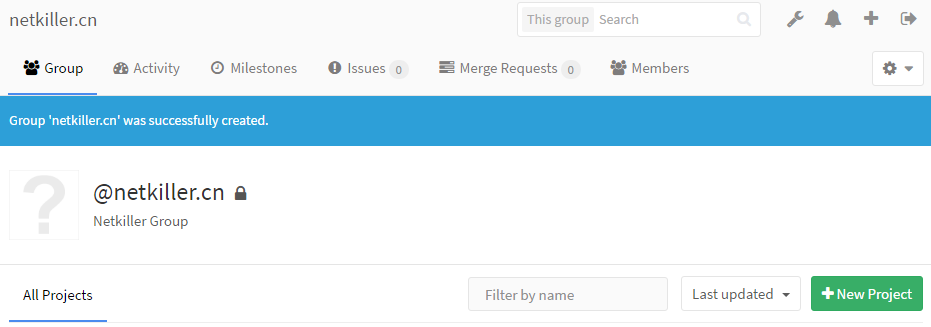 netkiller.cn This group Search
Group Activity Milestones Issues 0 Merge Requests 0 Members
Group 'netkiller.cn' was successfully created.
@netkiller.cn
Netkiller Group
All Projects Filter by name Last updated New Project